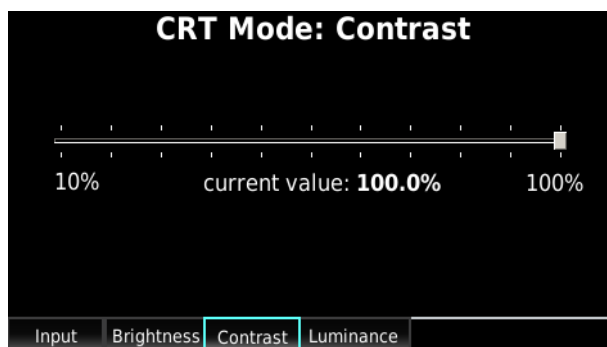 CRT Mode: Contrast
10% current value: 100.0% 100%
Input Brightness Contrast Luminance